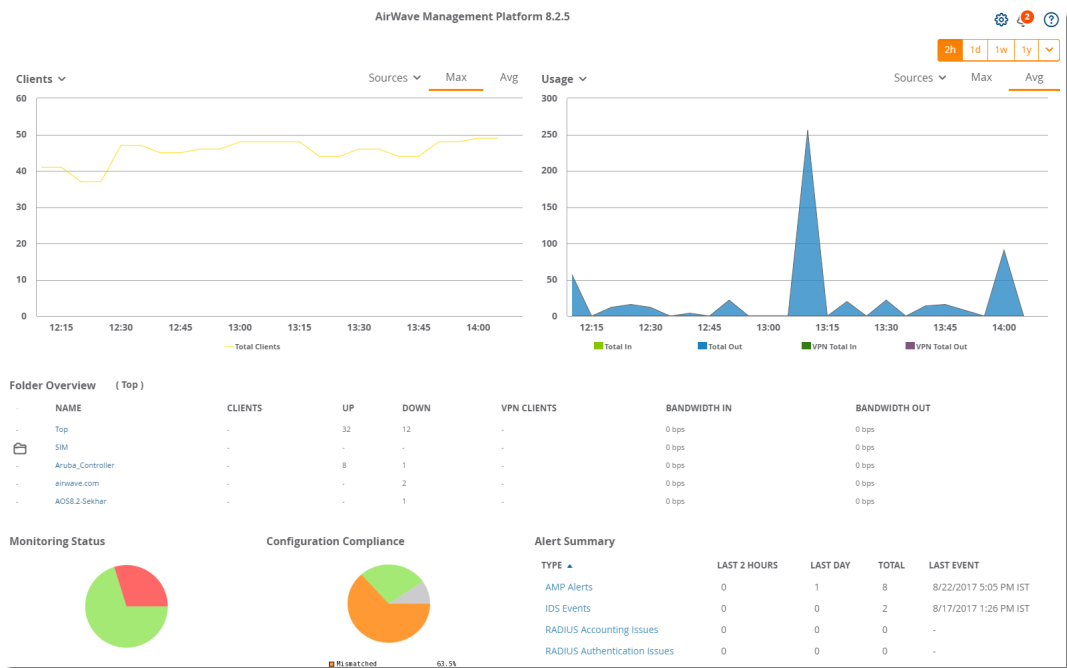 AirWave Management Platform 8.2.5
2
2h 1d 1w 1y
Clients Sources Max Avg
60
50
40
30
20
10
0
12:15 12:30 12:45 13:00 13:15 13:30 13:45 14:00
Total Clients
Usage Sources Max Avg
300
250
200
150
100
50
0
12:15 12:30 12:45 13:00 13:15 13:30 13:45 14:00
Total In Total Out VPN Total In VPN Total Out
Folder Overview ( Top )
- NAME CLIENTS UP DOWN VPN CLIENTS BANDWIDTH IN BANDWIDTH OUT
- Top - 32 12 - 0 bps 0 bps
SIM - - - - 0 bps 0 bps
- Aruba_Controller - 8 1 - 0 bps 0 bps
- airwave.com - - 2 - 0 bps 0 bps
- AOS8.2-Sekhar - - 1 - 0 bps 0 bps
Monitoring Status
Configuration Compliance
Mismatched 63.5%
Alert Summary
TYPE LAST 2 HOURS LAST DAY TOTAL LAST EVENT
AMP Alerts 0 1 8 8/22/2017 5:05 PM IST
IDS Events 0 0 2 8/17/2017 1:26 PM IST
RADIUS Accounting Issues 0 0 0 -
RADIUS Authentication Issues 0 0 0 -